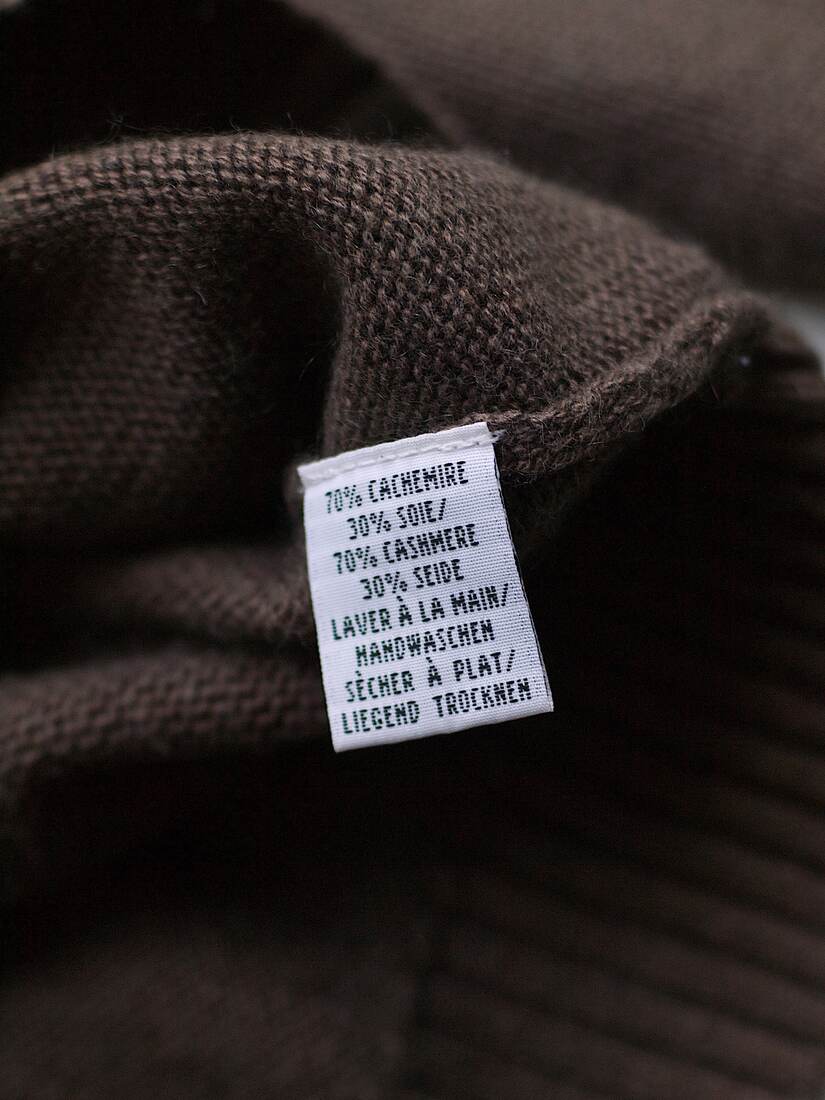 70% CACHEMIRE
30% SOIE/
70% CASHMERE
30% SEIDE
LAVER À LA MAIN/
HANDWASCHEN
SÈCHER À PLAT/
LIEGEND TROCKNEN